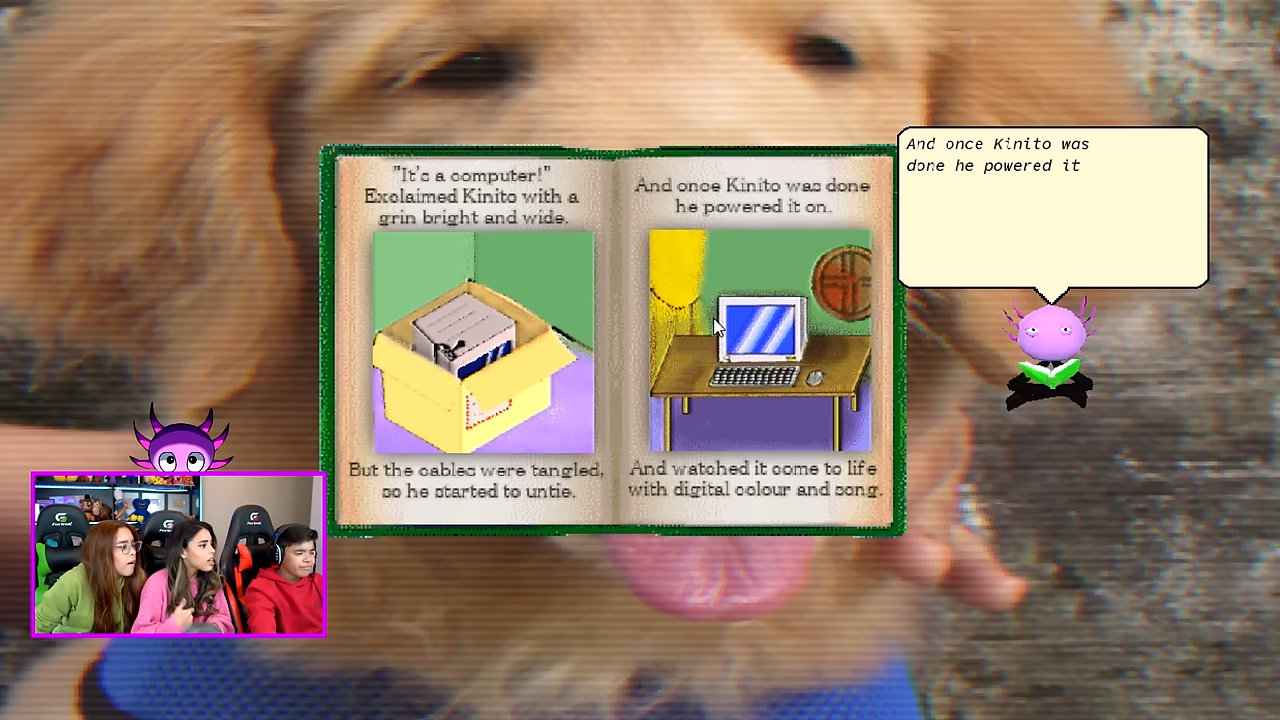 "It's a computer!"
Exclaimed Kinito with a
grin bright and wide.
But the cables were tangled,
so he started to untie.
And once Kinito was done
he powered it on.
And watched it come to life
with digital colour and song.
And once Kinito was
done he powered it